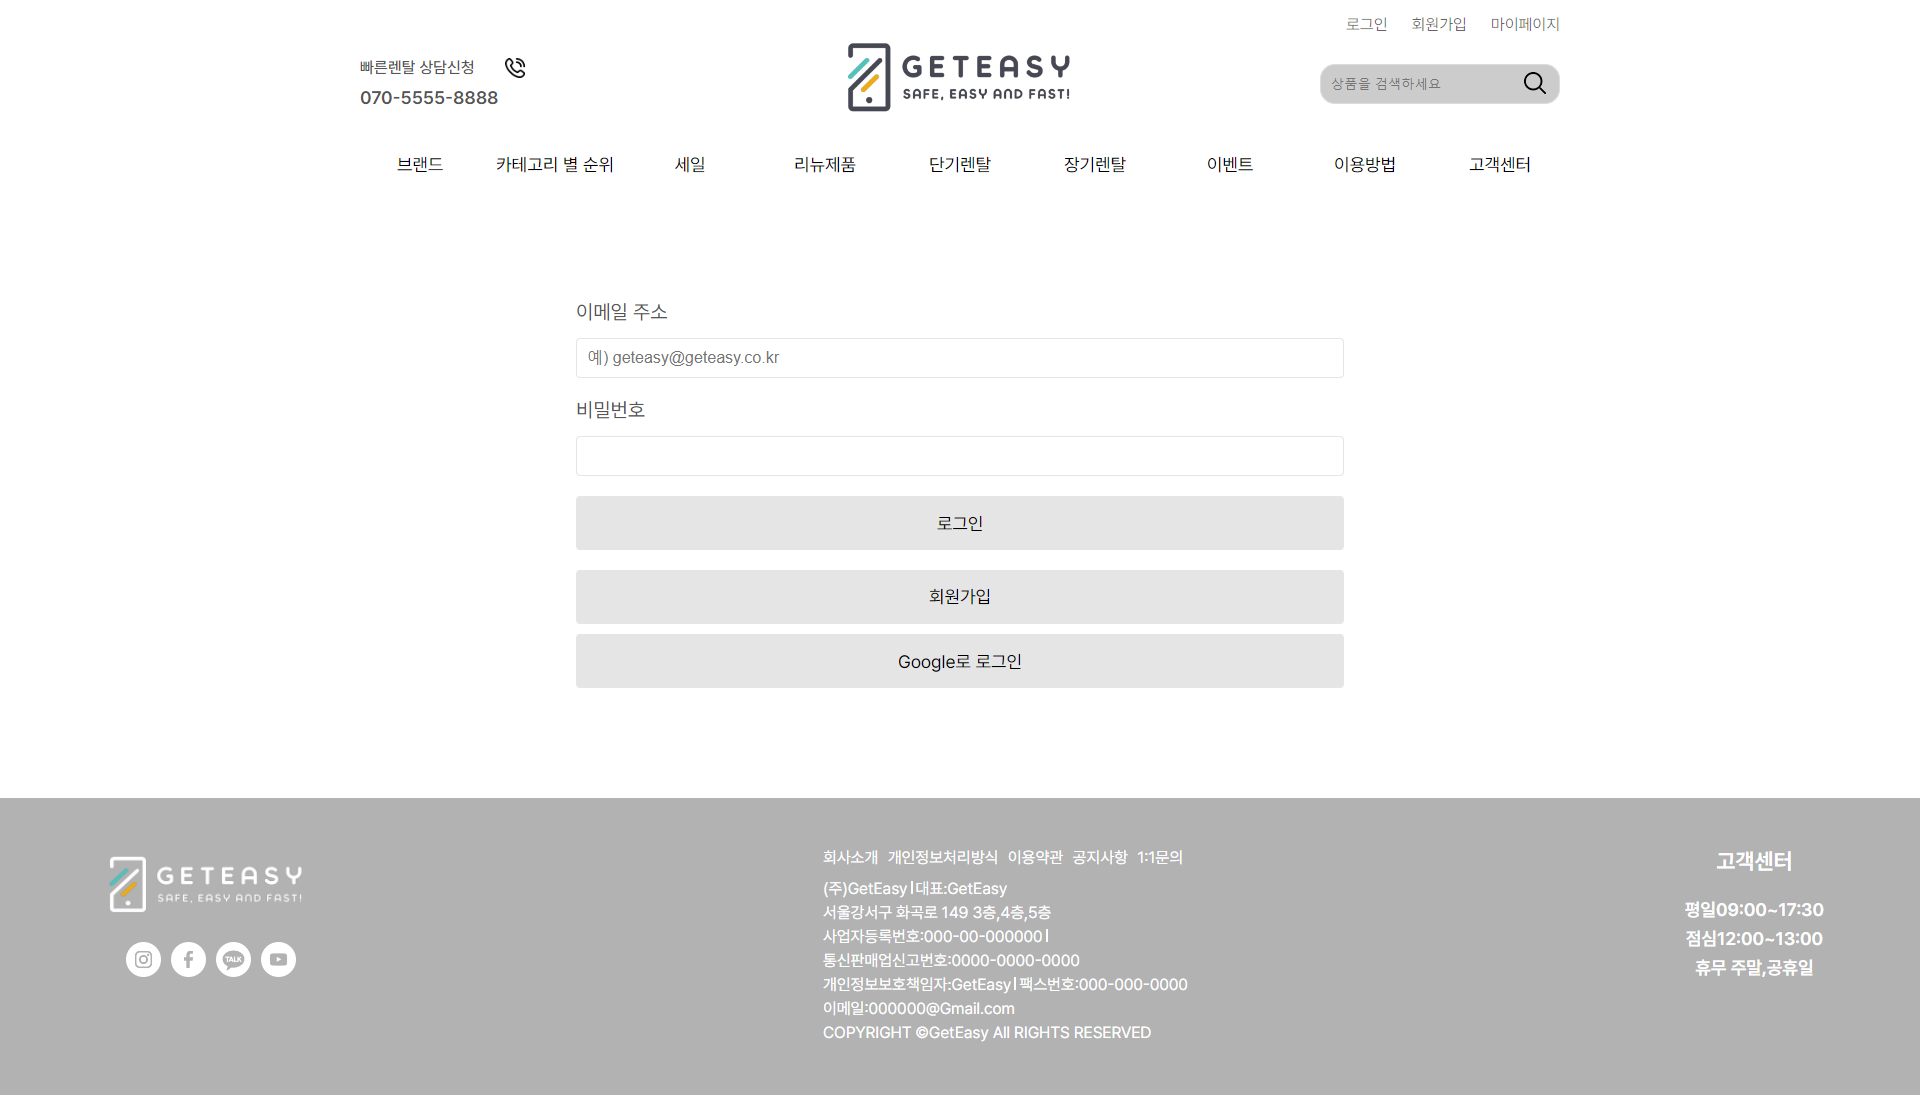 로그인 회원가입 마이페이지
빠른렌탈 상담신청
070-5555-8888
GETEASY
SAFE, EASY AND FAST!
상품을 검색하세요
브랜드 카테고리 별 순위 세일 리뉴제품 단기렌탈 장기렌탈 이벤트 이용방법 고객센터
이메일 주소
예) geteasy@geteasy.co.kr
비밀번호
로그인
회원가입
Google로 로그인
GETEASY
SAFE, EASY AND FAST!
TALK
회사소개 개인정보처리방식 이용약관 공지사항 1:1문의
(주)GetEasy | 대표:GetEasy
서울강서구 화곡로 149 3층,4층,5층
사업자등록번호:000-00-000000 |
통신판매업신고번호:0000-0000-0000
개인정보보호책임자:GetEasy | 팩스번호:000-000-0000
이메일:000000@Gmail.com
COPYRIGHT ©GetEasy All RIGHTS RESERVED
고객센터
평일09:00~17:30
점심12:00~13:00
휴무 주말,공휴일